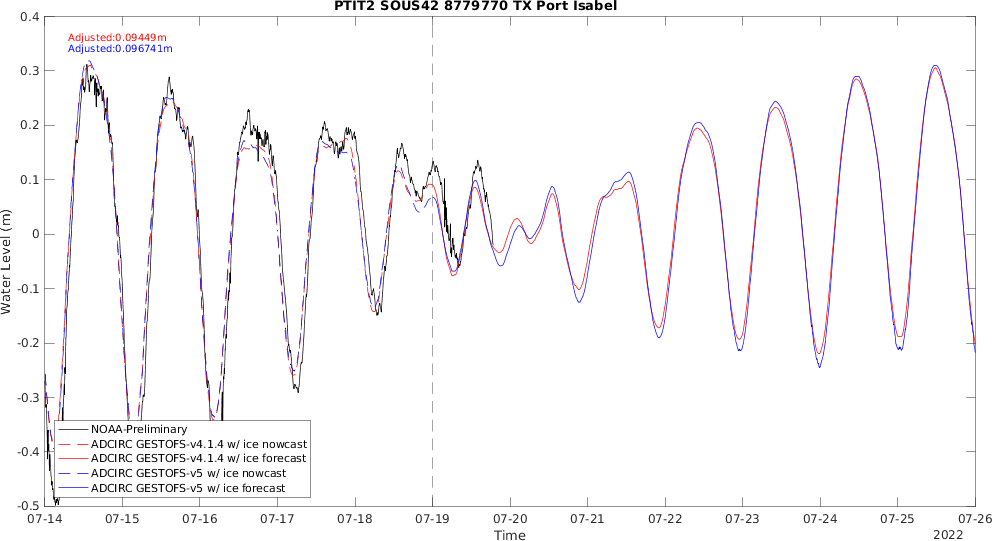 PTIT2 SOUS42 8779770 TX Port Isabel
Adjusted:0.09449m
Adjusted:0.096741m
0.4
0.3
0.2
0.1
0
-0.1
-0.2
-0.3
-0.4
-0.5
Water Level (m)
NOAA-Preliminary
ADCIRC GESTOFS-v4.1.4 w/ ice nowcast
ADCIRC GESTOFS-v4.1.4 w/ ice forecast
ADCIRC GESTOFS-v5 w/ ice nowcast
ADCIRC GESTOFS-v5 w/ ice forecast
07-14 07-15 07-16 07-17 07-18 07-19 07-20 07-21 07-22 07-23 07-24 07-25 07-26
Time
2022